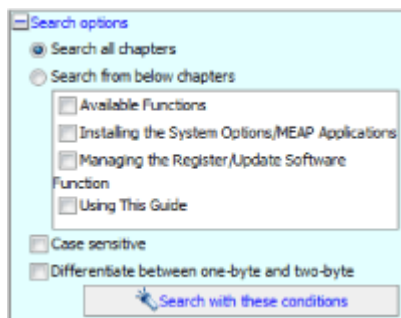 Search options
Search all chapters
Search from below chapters
Available Functions
Installing the System Options/MEAP Applications
Managing the Register/Update Software
Function
Using This Guide
Case sensitive
Differentiate between one-byte and two-byte
Search with these conditions